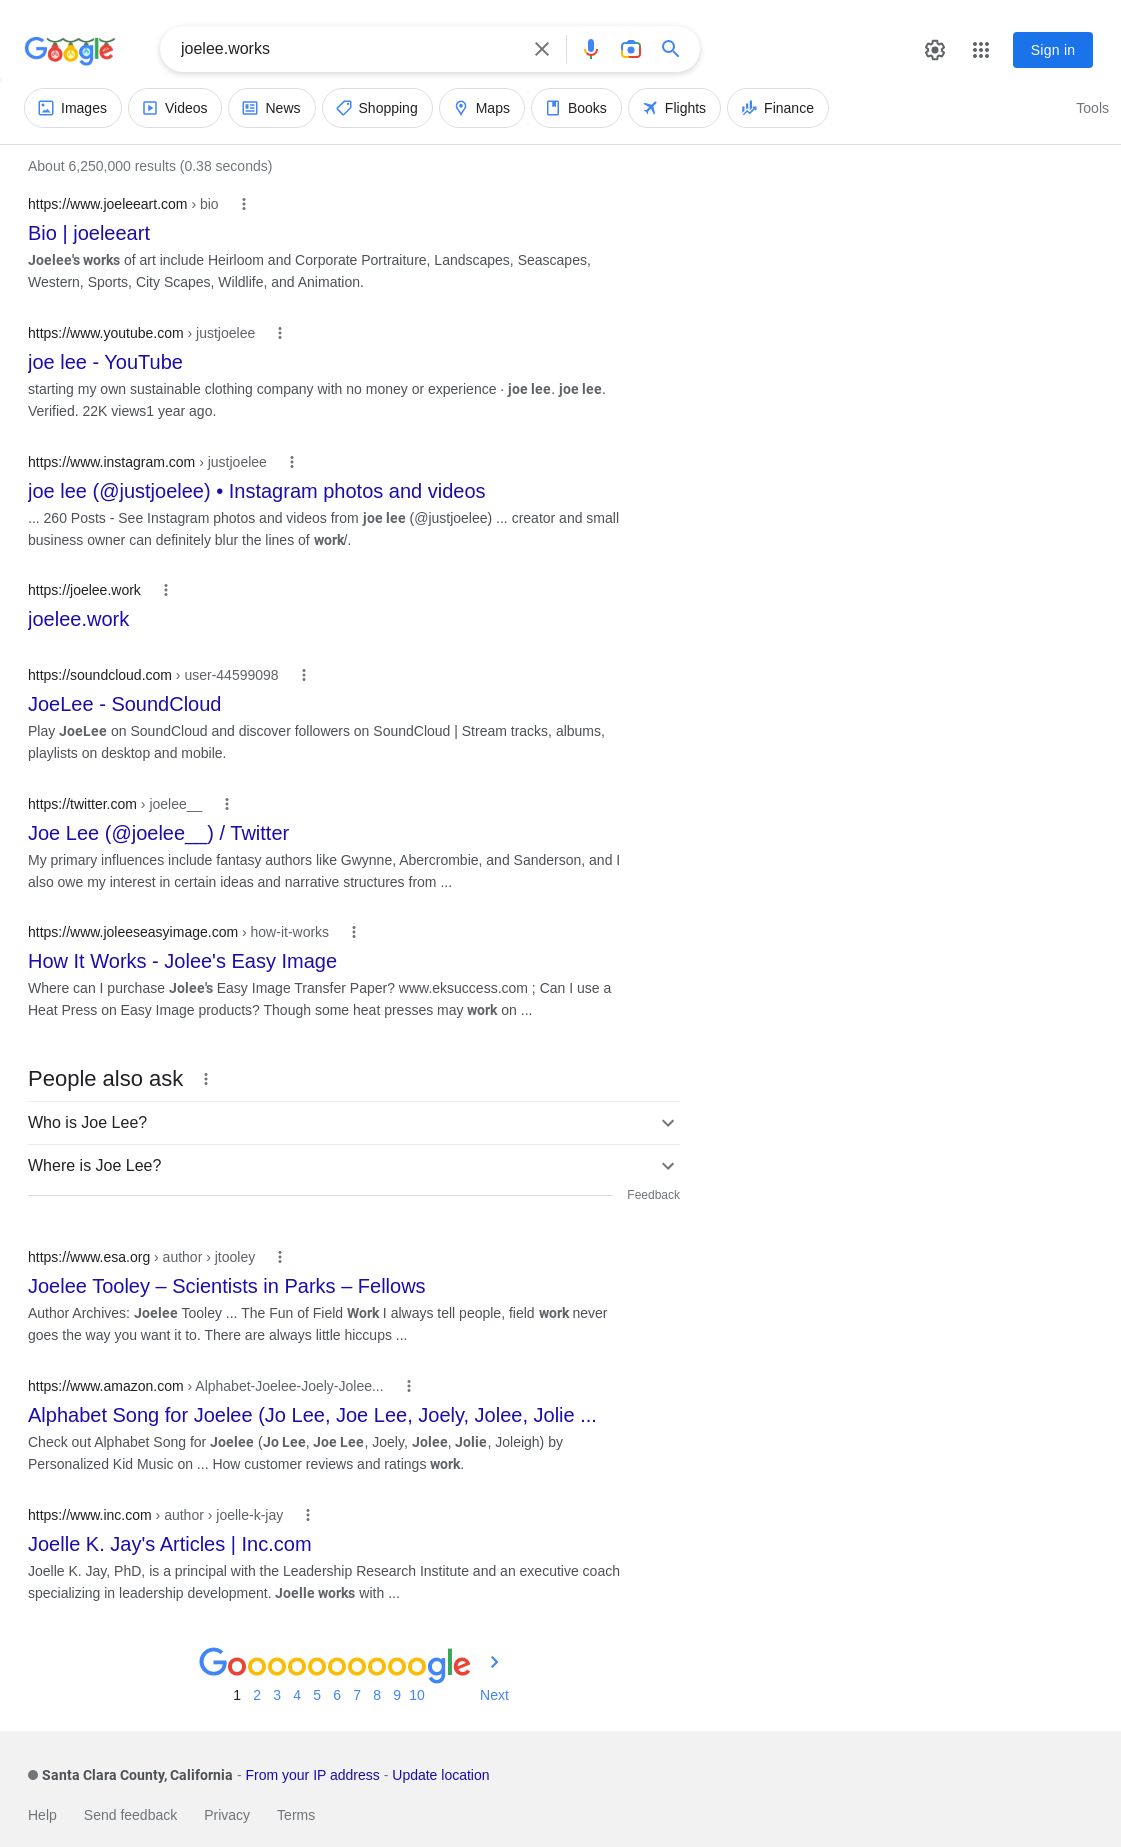 Google
joelee.works
Sign in
Images
Videos
News
Shopping
Maps
Books
Flights
Finance
Tools
About 6,250,000 results (0.38 seconds)
https://www.joeleeart.com › bio
Bio | joeleeart
Joelee's works of art include Heirloom and Corporate Portraiture, Landscapes, Seascapes,
Western, Sports, City Scapes, Wildlife, and Animation.
https://www.youtube.com › justjoelee
joe lee - YouTube
starting my own sustainable clothing company with no money or experience · joe lee. joe lee.
Verified. 22K views1 year ago.
https://www.instagram.com › justjoelee
joe lee (@justjoelee) • Instagram photos and videos
... 260 Posts - See Instagram photos and videos from joe lee (@justjoelee) ... creator and small
business owner can definitely blur the lines of work/.
https://joelee.work
joelee.work
https://soundcloud.com › user-44599098
JoeLee - SoundCloud
Play JoeLee on SoundCloud and discover followers on SoundCloud | Stream tracks, albums,
playlists on desktop and mobile.
https://twitter.com › joelee__
Joe Lee (@joelee__) / Twitter
My primary influences include fantasy authors like Gwynne, Abercrombie, and Sanderson, and I
also owe my interest in certain ideas and narrative structures from ...
https://www.joleeseasyimage.com › how-it-works
How It Works - Jolee's Easy Image
Where can I purchase Jolee's Easy Image Transfer Paper? www.eksuccess.com ; Can I use a
Heat Press on Easy Image products? Though some heat presses may work on ...
People also ask
Who is Joe Lee?
Where is Joe Lee?
Feedback
https://www.esa.org › author › jtooley
Joelee Tooley – Scientists in Parks – Fellows
Author Archives: Joelee Tooley ... The Fun of Field Work I always tell people, field work never
goes the way you want it to. There are always little hiccups ...
https://www.amazon.com › Alphabet-Joelee-Joely-Jolee...
Alphabet Song for Joelee (Jo Lee, Joe Lee, Joely, Jolee, Jolie ...
Check out Alphabet Song for Joelee (Jo Lee, Joe Lee, Joely, Jolee, Jolie, Joleigh) by
Personalized Kid Music on ... How customer reviews and ratings work.
https://www.inc.com › author › joelle-k-jay
Joelle K. Jay's Articles | Inc.com
Joelle K. Jay, PhD, is a principal with the Leadership Research Institute and an executive coach
specializing in leadership development. Joelle works with ...
Goooooooooogle
1 2 3 4 5 6 7 8 9 10 Next
Santa Clara County, California - From your IP address - Update location
Help Send feedback Privacy Terms